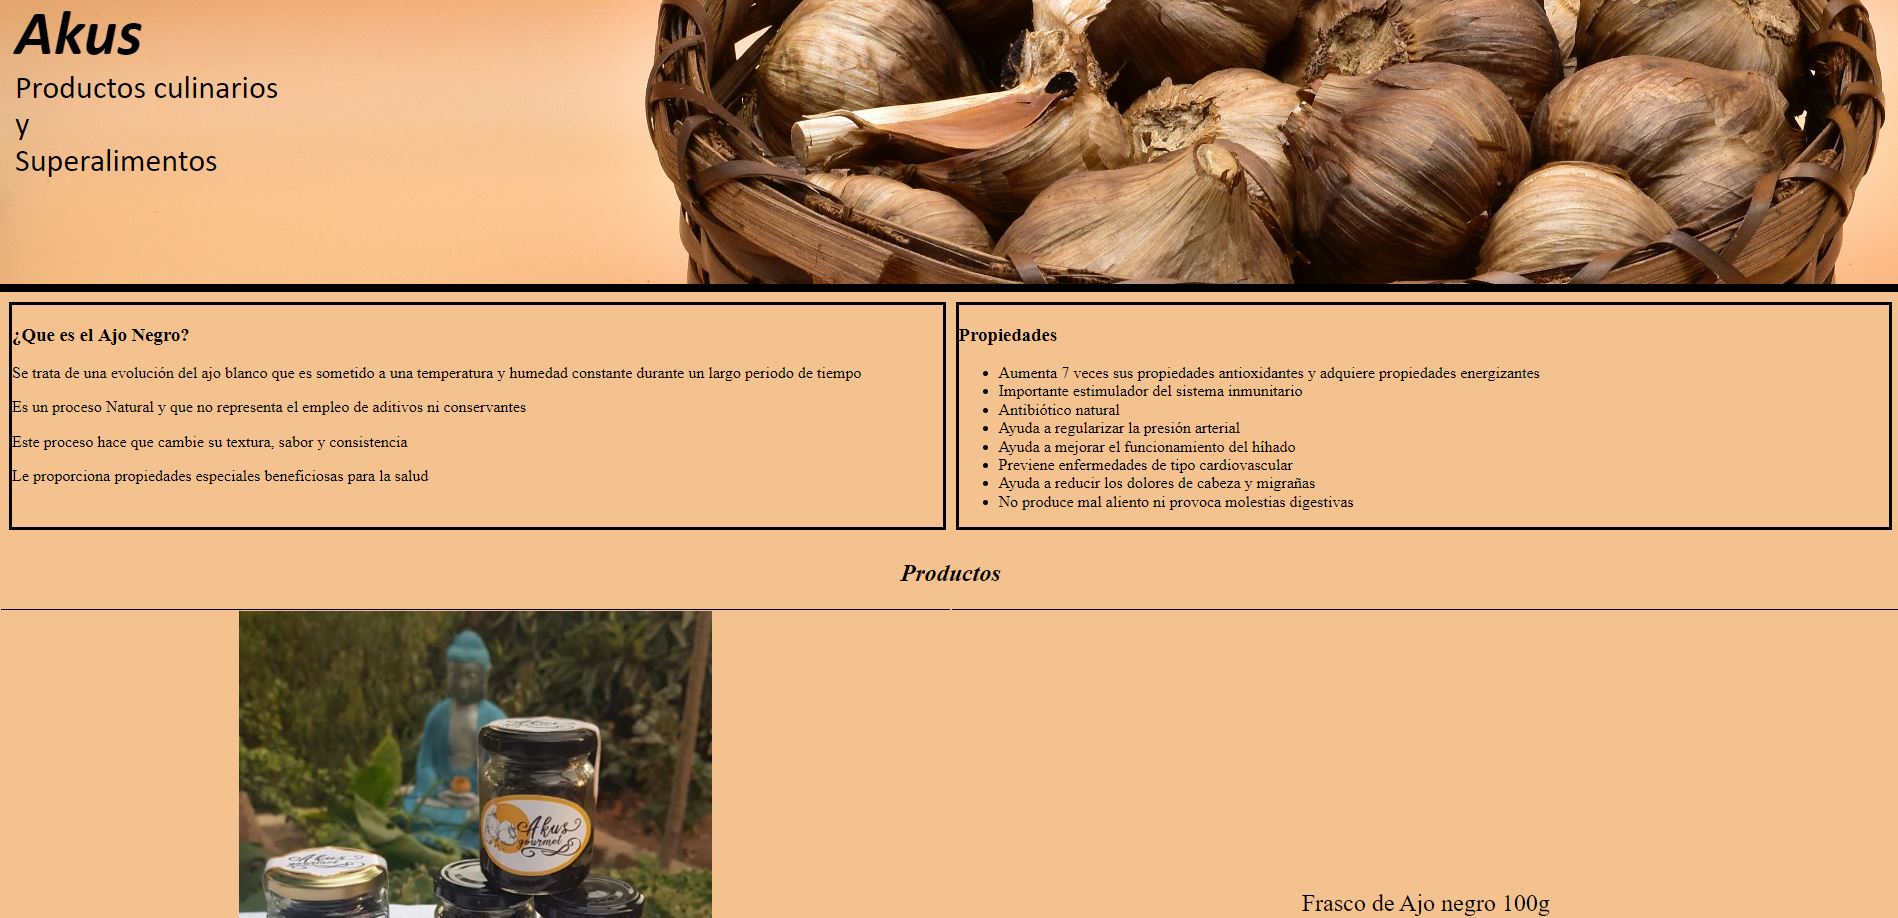 Akus
Productos culinarios
y
Superalimentos
¿Que es el Ajo Negro?
Se trata de una evolución del ajo blanco que es sometido a una temperatura y humedad constante durante un largo periodo de tiempo
Es un proceso Natural y que no representa el empleo de aditivos ni conservantes
Este proceso hace que cambie su textura, sabor y consistencia
Le proporciona propiedades especiales beneficiosas para la salud
Propiedades
Aumenta 7 veces sus propiedades antioxidantes y adquiere propiedades energizantes
Importante estimulador del sistema inmunitario
Antibiótico natural
Ayuda a regularizar la presión arterial
Ayuda a mejorar el funcionamiento del híhado
Previene enfermedades de tipo cardiovascular
Ayuda a reducir los dolores de cabeza y migrañas
No produce mal aliento ni provoca molestias digestivas
Productos
Akus
gourmet
Akus
gourmet
Frasco de Ajo negro 100g